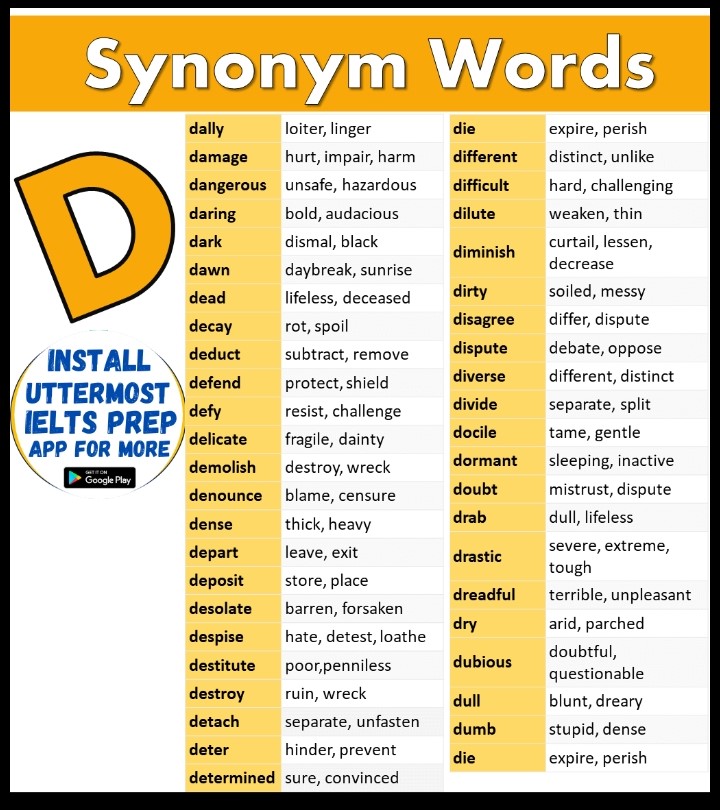 Synonym Words
D
INSTALL
UTTERMOST
IELTS PREP
APP FOR MORE
GET IT ON
Google Play
dally loiter, linger
damage hurt, impair, harm
dangerous unsafe, hazardous
daring bold, audacious
dark dismal, black
dawn daybreak, sunrise
dead lifeless, deceased
decay rot, spoil
deduct subtract, remove
defend protect, shield
defy resist, challenge
delicate fragile, dainty
demolish destroy, wreck
denounce blame, censure
dense thick, heavy
depart leave, exit
deposit store, place
desolate barren, forsaken
despise hate, detest, loathe
destitute poor,penniless
destroy ruin, wreck
detach separate, unfasten
deter hinder, prevent
determined sure, convinced
die expire, perish
different distinct, unlike
difficult hard, challenging
dilute weaken, thin
diminish curtail, lessen,
decrease
dirty soiled, messy
disagree differ, dispute
dispute debate, oppose
diverse different, distinct
divide separate, split
docile tame, gentle
dormant sleeping, inactive
doubt mistrust, dispute
drab dull, lifeless
drastic severe, extreme,
tough
dreadful terrible, unpleasant
dry arid, parched
dubious doubtful,
questionable
dull blunt, dreary
dumb stupid, dense
die expire, perish